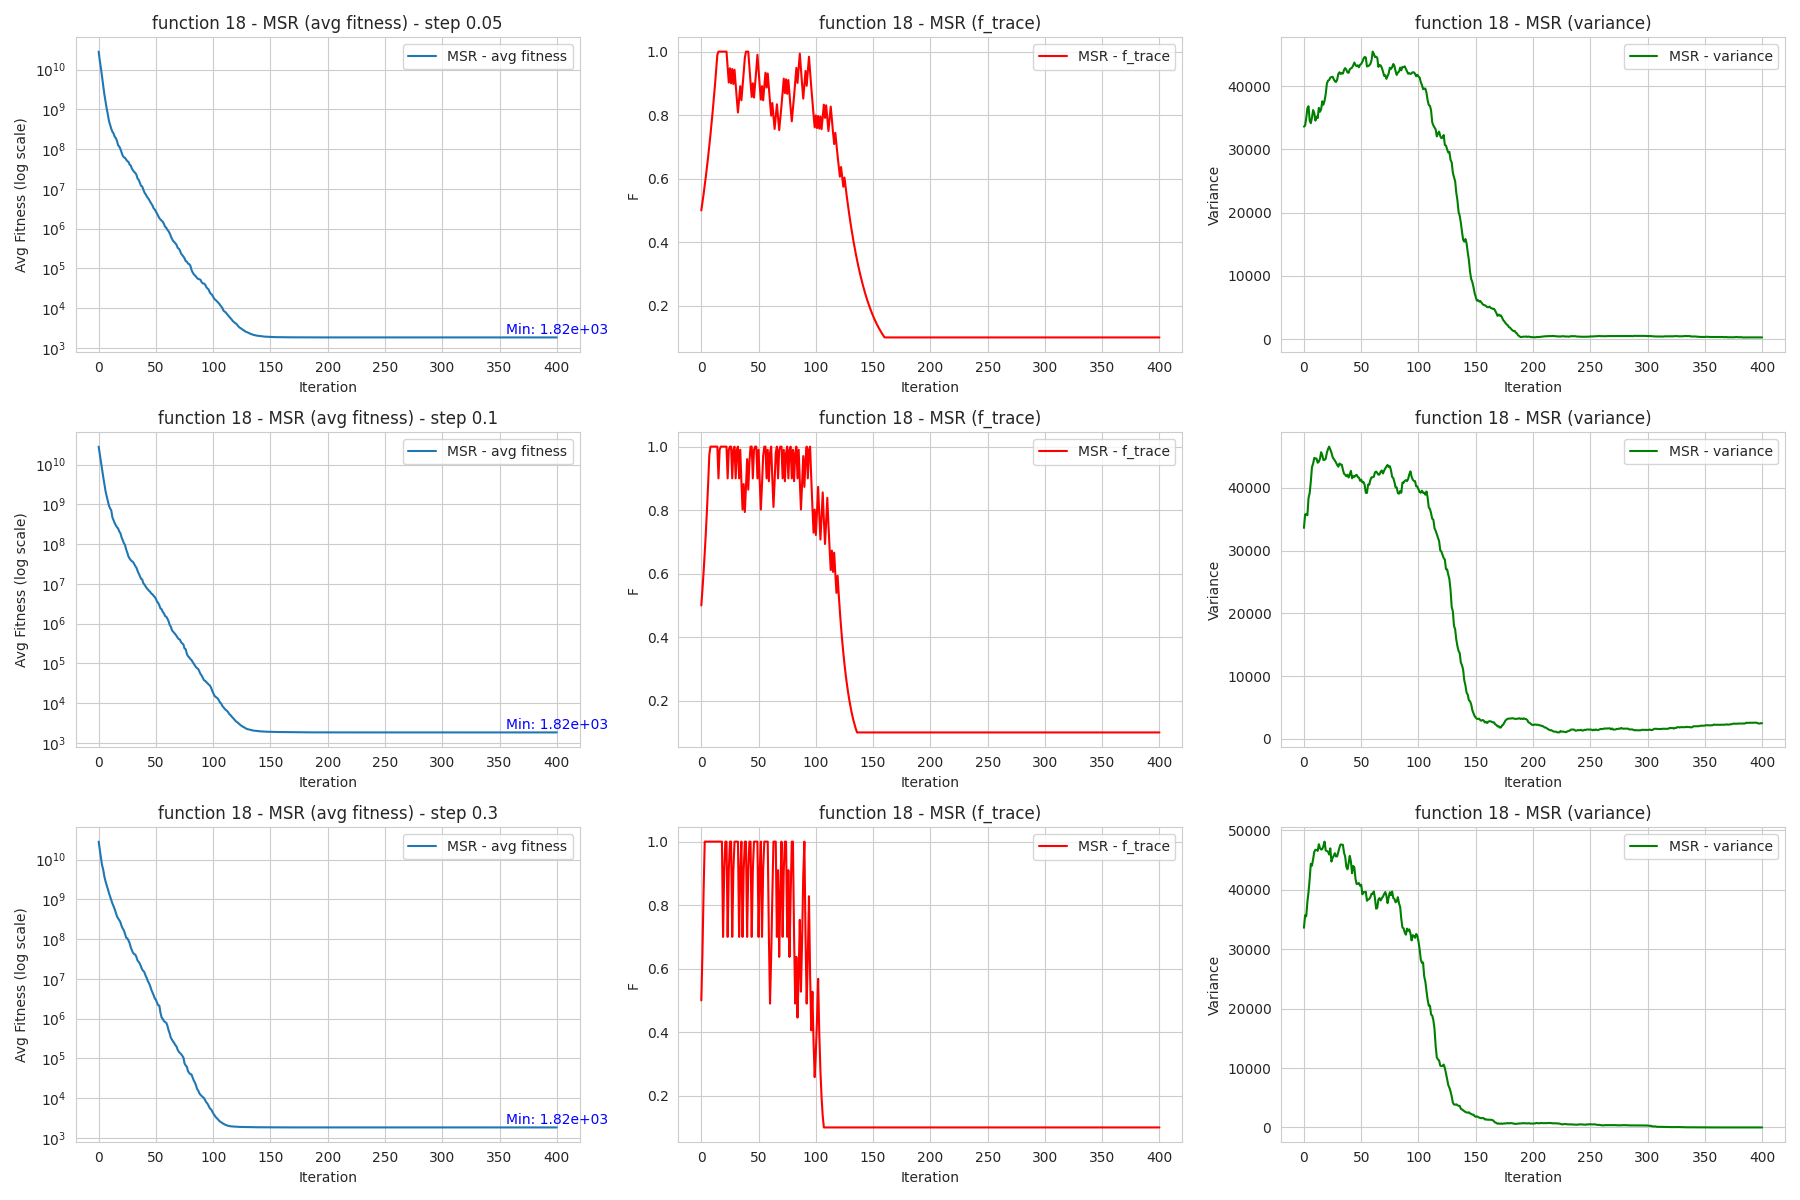 function 18 - MSR (avg fitness) - step 0.05
MSR - avg fitness
Avg Fitness (log scale)
10^10
10^9
10^8
10^7
10^6
10^5
10^4
10^3
Min: 1.82e+03
0 50 100 150 200 250 300 350 400
Iteration
function 18 - MSR (f_trace)
MSR - f_trace
F
1.0
0.8
0.6
0.4
0.2
0 50 100 150 200 250 300 350 400
Iteration
function 18 - MSR (variance)
MSR - variance
Variance
40000
30000
20000
10000
0
0 50 100 150 200 250 300 350 400
Iteration
function 18 - MSR (avg fitness) - step 0.1
MSR - avg fitness
Avg Fitness (log scale)
10^10
10^9
10^8
10^7
10^6
10^5
10^4
10^3
Min: 1.82e+03
0 50 100 150 200 250 300 350 400
Iteration
function 18 - MSR (f_trace)
MSR - f_trace
F
1.0
0.8
0.6
0.4
0.2
0 50 100 150 200 250 300 350 400
Iteration
function 18 - MSR (variance)
MSR - variance
Variance
40000
30000
20000
10000
0
0 50 100 150 200 250 300 350 400
Iteration
function 18 - MSR (avg fitness) - step 0.3
MSR - avg fitness
Avg Fitness (log scale)
10^10
10^9
10^8
10^7
10^6
10^5
10^4
10^3
Min: 1.82e+03
0 50 100 150 200 250 300 350 400
Iteration
function 18 - MSR (f_trace)
MSR - f_trace
F
1.0
0.8
0.6
0.4
0.2
0 50 100 150 200 250 300 350 400
Iteration
function 18 - MSR (variance)
MSR - variance
Variance
50000
40000
30000
20000
10000
0
0 50 100 150 200 250 300 350 400
Iteration